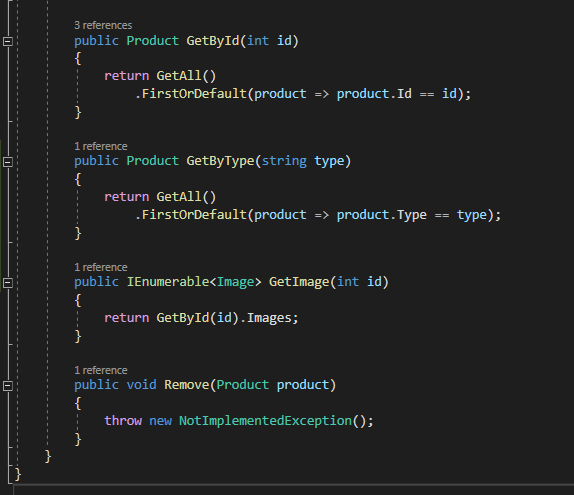 3 references
public Product GetById(int id)
{
return GetAll()
.FirstOrDefault(product => product.Id == id);
}
1 reference
public Product GetByType(string type)
{
return GetAll()
.FirstOrDefault(product => product.Type == type);
}
1 reference
public IEnumerable<Image> GetImage(int id)
{
return GetById(id).Images;
}
1 reference
public void Remove(Product product)
{
throw new NotImplementedException();
}
}
}